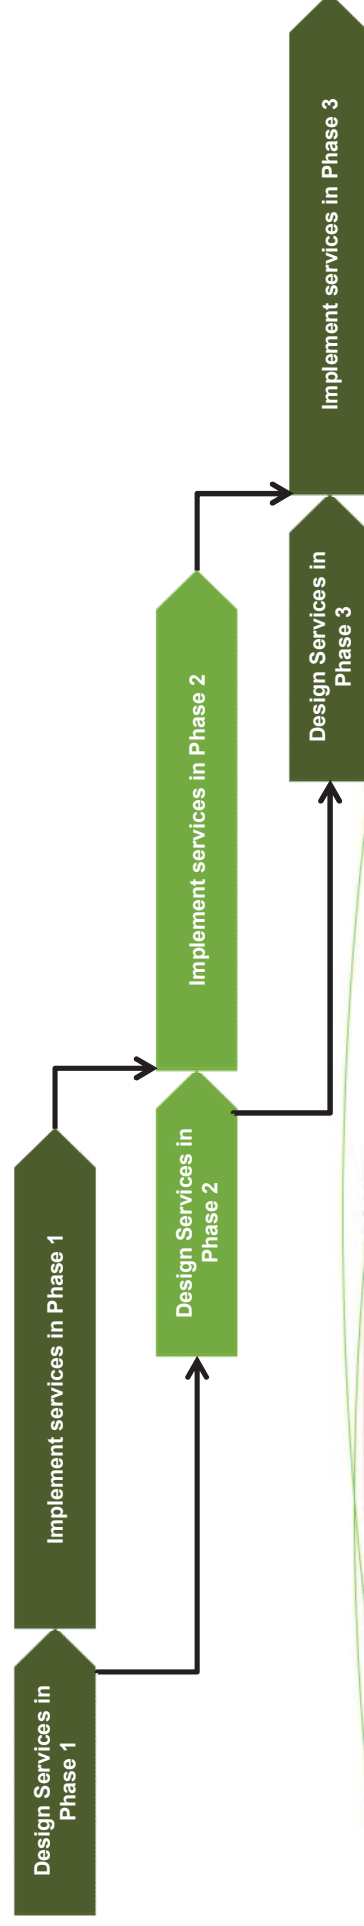 Design Services in
Phase 1
Implement services in Phase 1
Design Services in
Phase 2
Implement services in Phase 2
Design Services in
Phase 3
Implement services in Phase 3